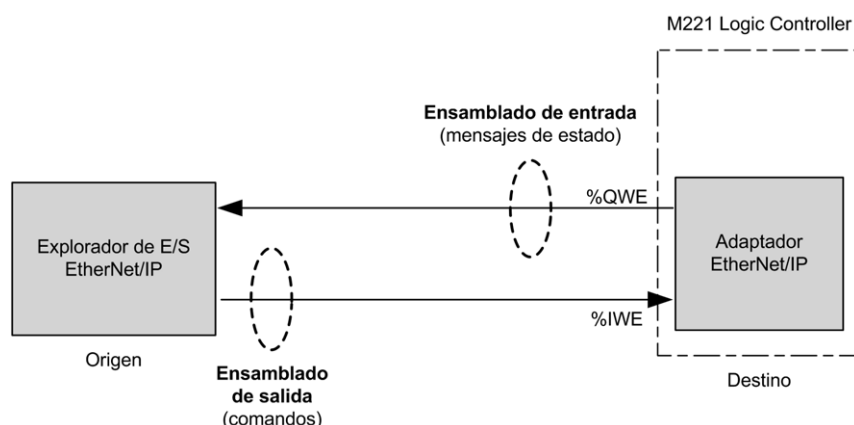 M221 Logic Controller
Ensamblado de entrada
(mensajes de estado)
%QWE
Explorador de E/S
EtherNet/IP
Adaptador
EtherNet/IP
%IWE
Origen
Ensamblado
de salida
(comandos)
Destino